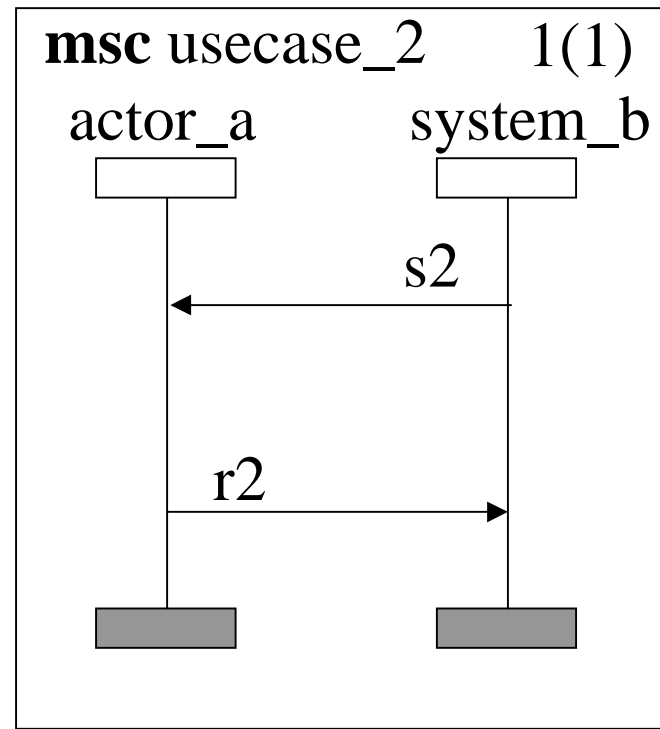 msc usecase_2 1(1)
actor_a system_b
s2
r2